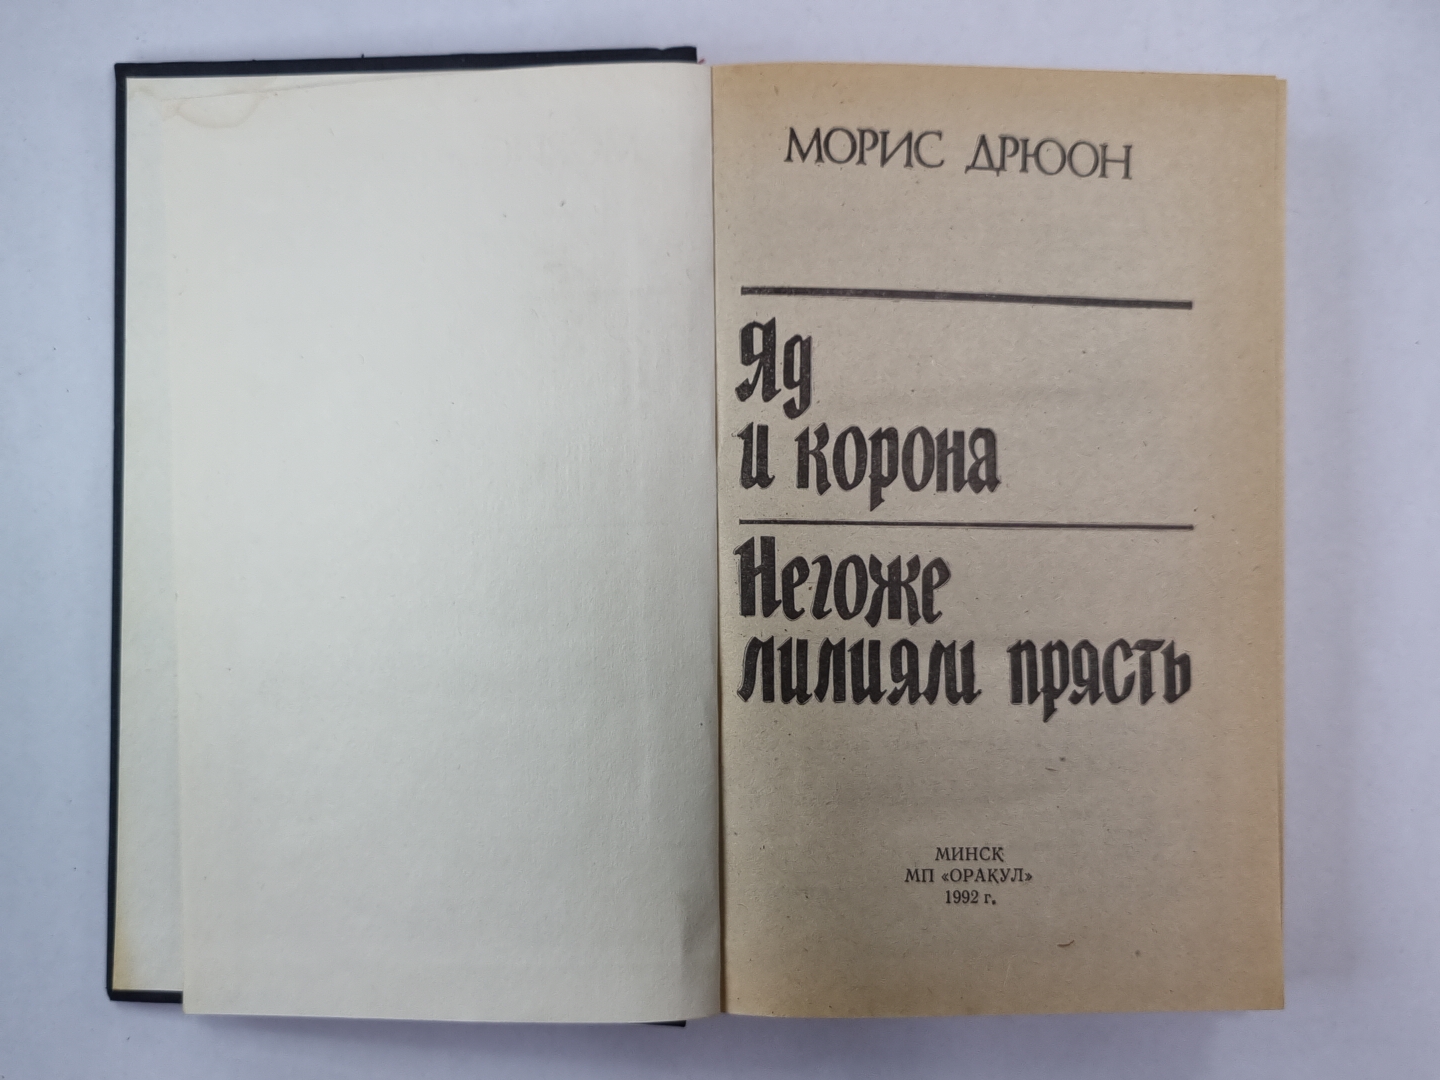 МОРИС ДРЮОН
Яд
и корона
Негоже
лилиям прясть
МИНСК
МП «ОРАКУЛ»
1992 г.